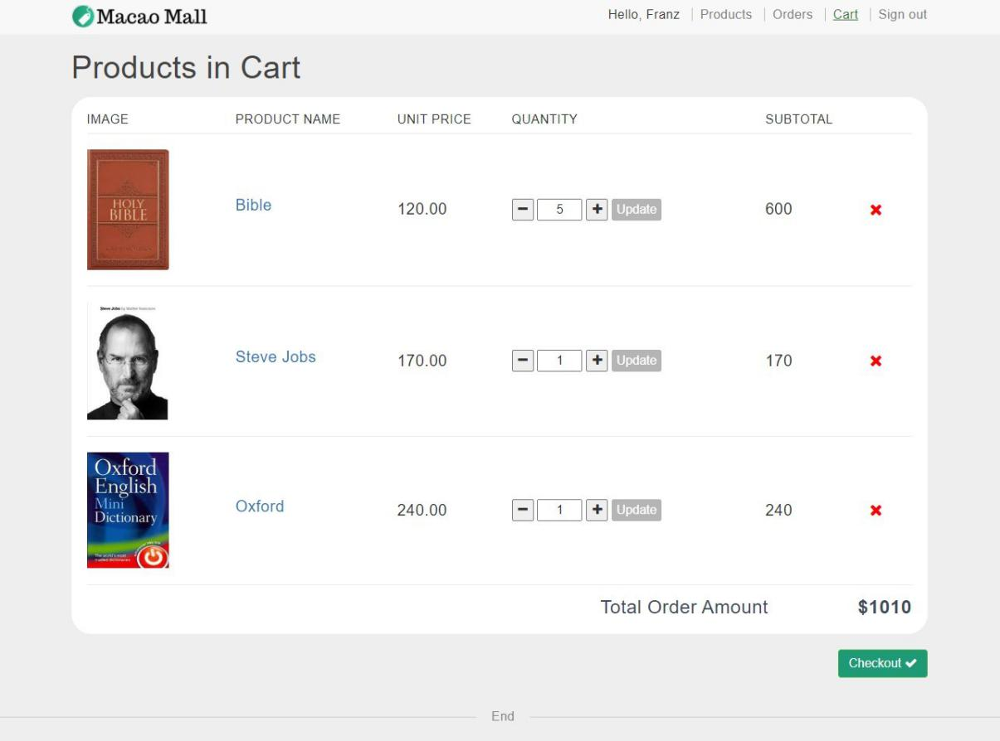 Macao Mall
Hello, Franz
Products
Orders
Cart
Sign out
Products in Cart
IMAGE PRODUCT NAME UNIT PRICE QUANTITY SUBTOTAL
HOLY
BIBLE
Bible 120.00 5 Update 600
Steve Jobs by Walter Isaacson
Steve Jobs 170.00 1 Update 170
Oxford
English
Mini
Dictionary
The world's most
trusted dictionaries
Oxford 240.00 1 Update 240
Total Order Amount $1010
Checkout
End